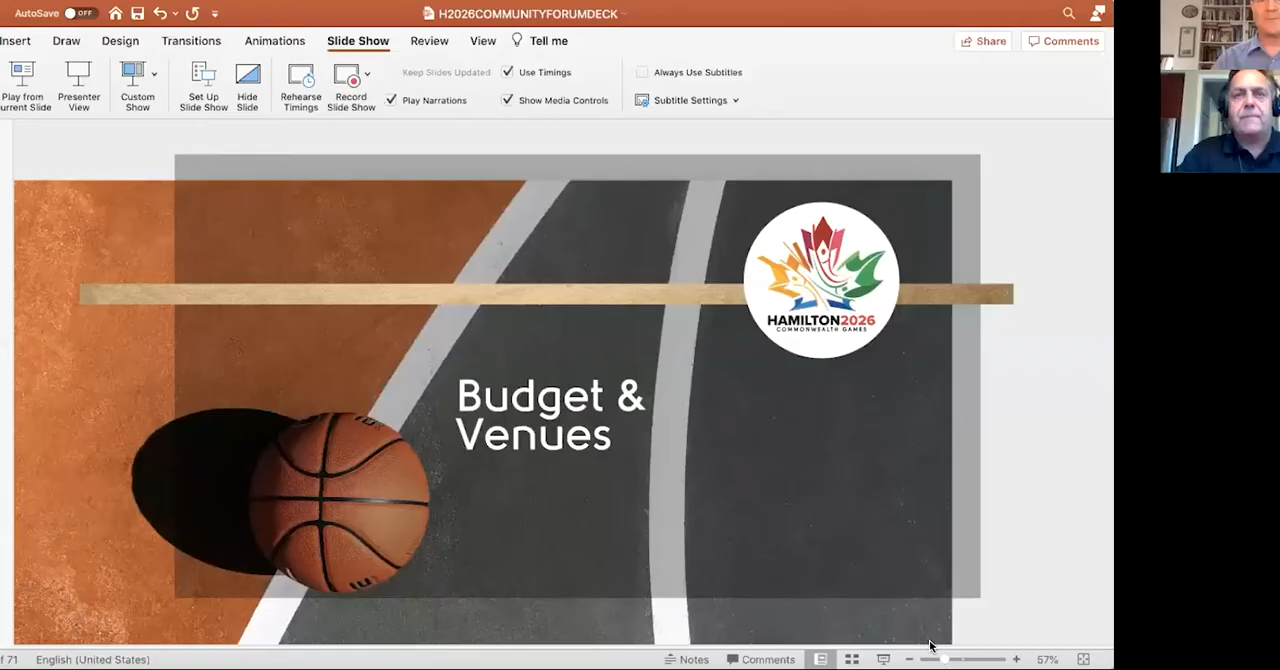 AutoSave OFF
H2026COMMUNITYFORUMDECK
Insert Draw Design Transitions Animations Slide Show Review View Tell me
Share Comments
Play from
Current Slide
Presenter
View
Custom
Show
Set Up
Slide Show
Hide
Slide
Rehearse
Timings
Record
Slide Show
Keep Slides Updated
Play Narrations
Use Timings
Show Media Controls
Always Use Subtitles
Subtitle Settings
HAMILTON2026
COMMONWEALTH GAMES
Budget &
Venues
of 71 English (United States) Notes Comments 57%